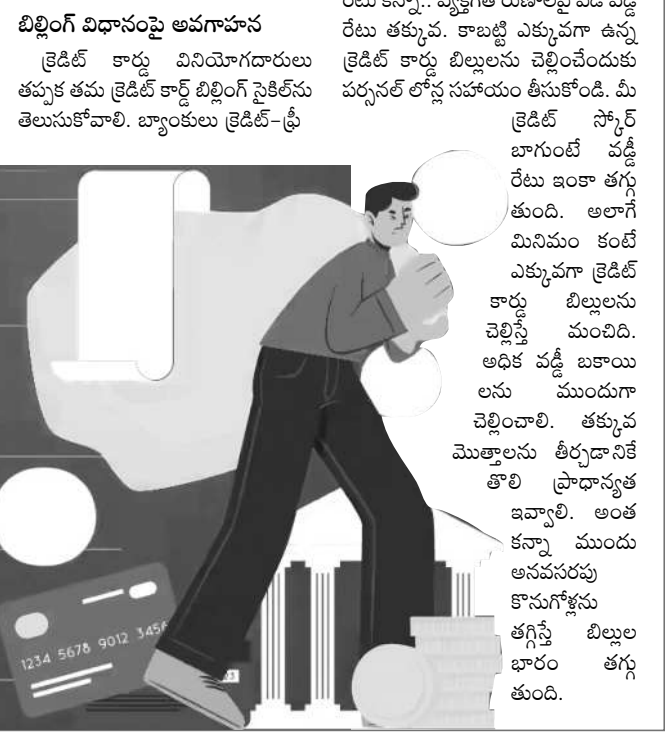 బిల్లింగ్ విధానంపై అవగాహన
క్రెడిట్ కార్డు వినియోగదారులు
తప్పక తమ క్రెడిట్ కార్డ్ బిల్లింగ్ సైకిల్‌ను
తెలుసుకోవాలి. బ్యాంకులు క్రెడిట్-ఫ్రీ
రేటు తక్కువ. కాబట్టి ఎక్కువగా ఉన్న
క్రెడిట్ కార్డు బిల్లులను చెల్లించేందుకు
పర్సనల్ లోన్ల సహాయం తీసుకోండి. మీ
క్రెడిట్ స్కోర్
బాగుంటే వడ్డీ
రేటు ఇంకా తగ్గు
తుంది. అలాగే
మినిమం కంటే
ఎక్కువగా క్రెడిట్
కార్డు బిల్లులను
చెల్లిస్తే మంచిది.
అధిక వడ్డీ బకాయి
లను ముందుగా
చెల్లించాలి. తక్కువ
మొత్తాలను తీర్చడానికే
తొలి ప్రాధాన్యత
ఇవ్వాలి. అంత
కన్నా ముందు
అనవసరపు
కొనుగోళ్లను
తగ్గిస్తే బిల్లుల
భారం తగ్గు
తుంది.
1234 5678 9012 3456